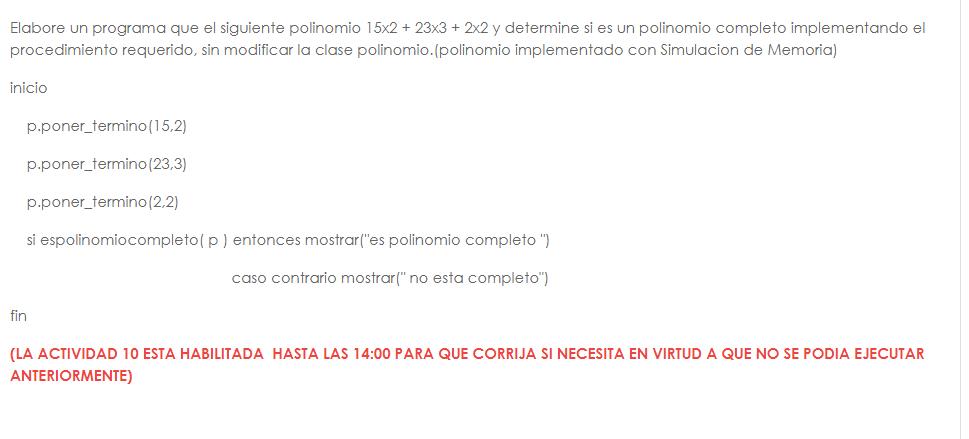 Elabore un programa que el siguiente polinomio 15x2 + 23x3 + 2x2 y determine si es un polinomio completo implementando el
procedimiento requerido, sin modificar la clase polinomio.(polinomio implementado con Simulacion de Memoria)
inicio
p.poner_termino(15,2)
p.poner_termino(23,3)
p.poner_termino(2,2)
si espolinomiocompleto( p ) entonces mostrar("es polinomio completo ")
caso contrario mostrar(" no esta completo")
fin
(LA ACTIVIDAD 10 ESTA HABILITADA HASTA LAS 14:00 PARA QUE CORRIJA SI NECESITA EN VIRTUD A QUE NO SE PODIA EJECUTAR
ANTERIORMENTE)